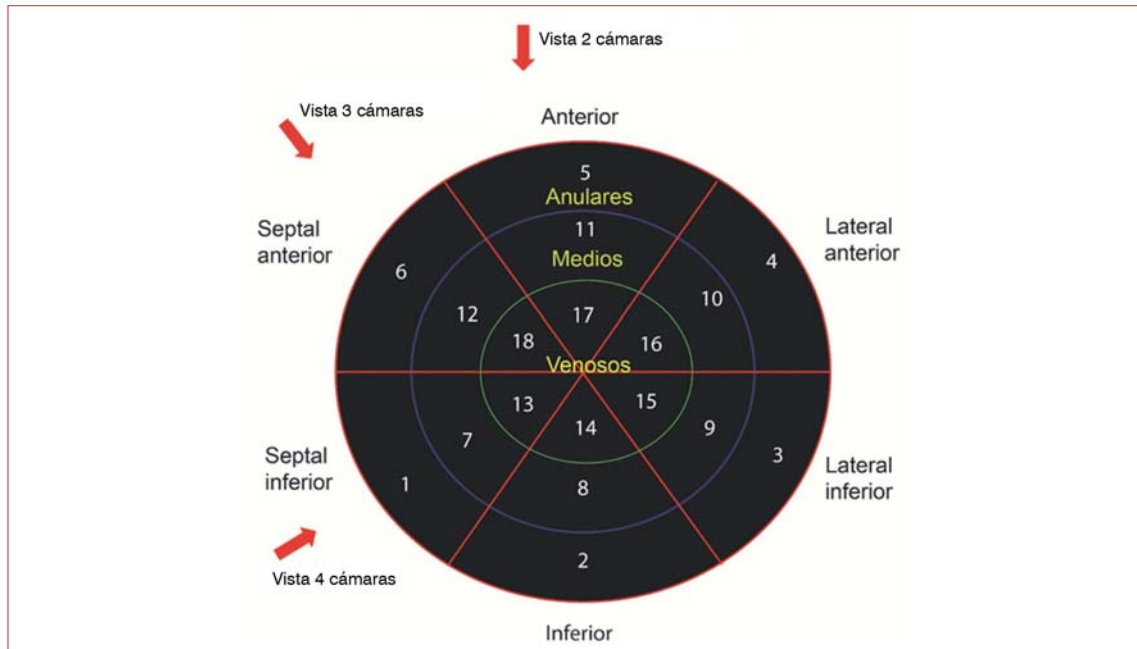 Vista 2 cámaras
Vista 3 cámaras
Anterior
5
Anulares
Septal
anterior
Lateral
anterior
11
6
4
Medios
12
10
17
18
16
Venosos
13
15
14
7
9
Septal
inferior
Lateral
inferior
1
3
8
2
Vista 4 cámaras
Inferior